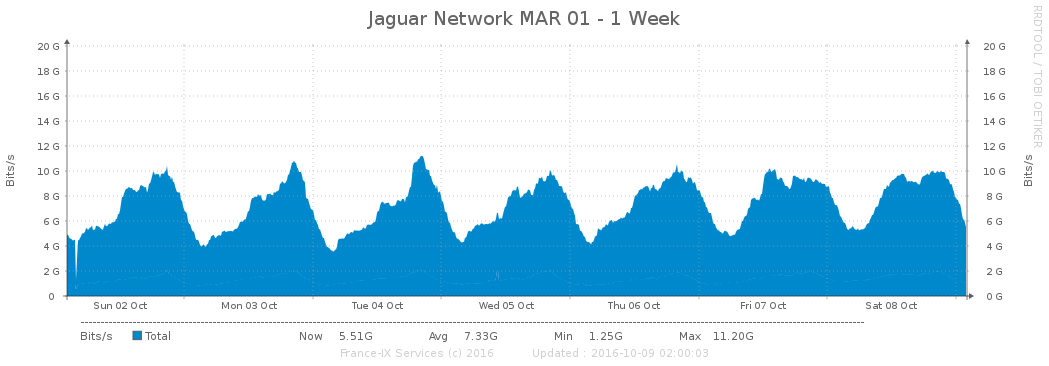 Jaguar Network MAR 01 - 1 Week
RRDTOOL / TOBI OETIKER
Bits/s
Bits/s
20 G 20 G
18 G 18 G
16 G 16 G
14 G 14 G
12 G 12 G
10 G 10 G
8 G 8 G
6 G 6 G
4 G 4 G
2 G 2 G
0 0 G
Sun 02 Oct Mon 03 Oct Tue 04 Oct Wed 05 Oct Thu 06 Oct Fri 07 Oct Sat 08 Oct
Bits/s Total Now 5.51G Avg 7.33G Min 1.25G Max 11.20G
France-IX Services (c) 2016 Updated : 2016-10-09 02:00:03